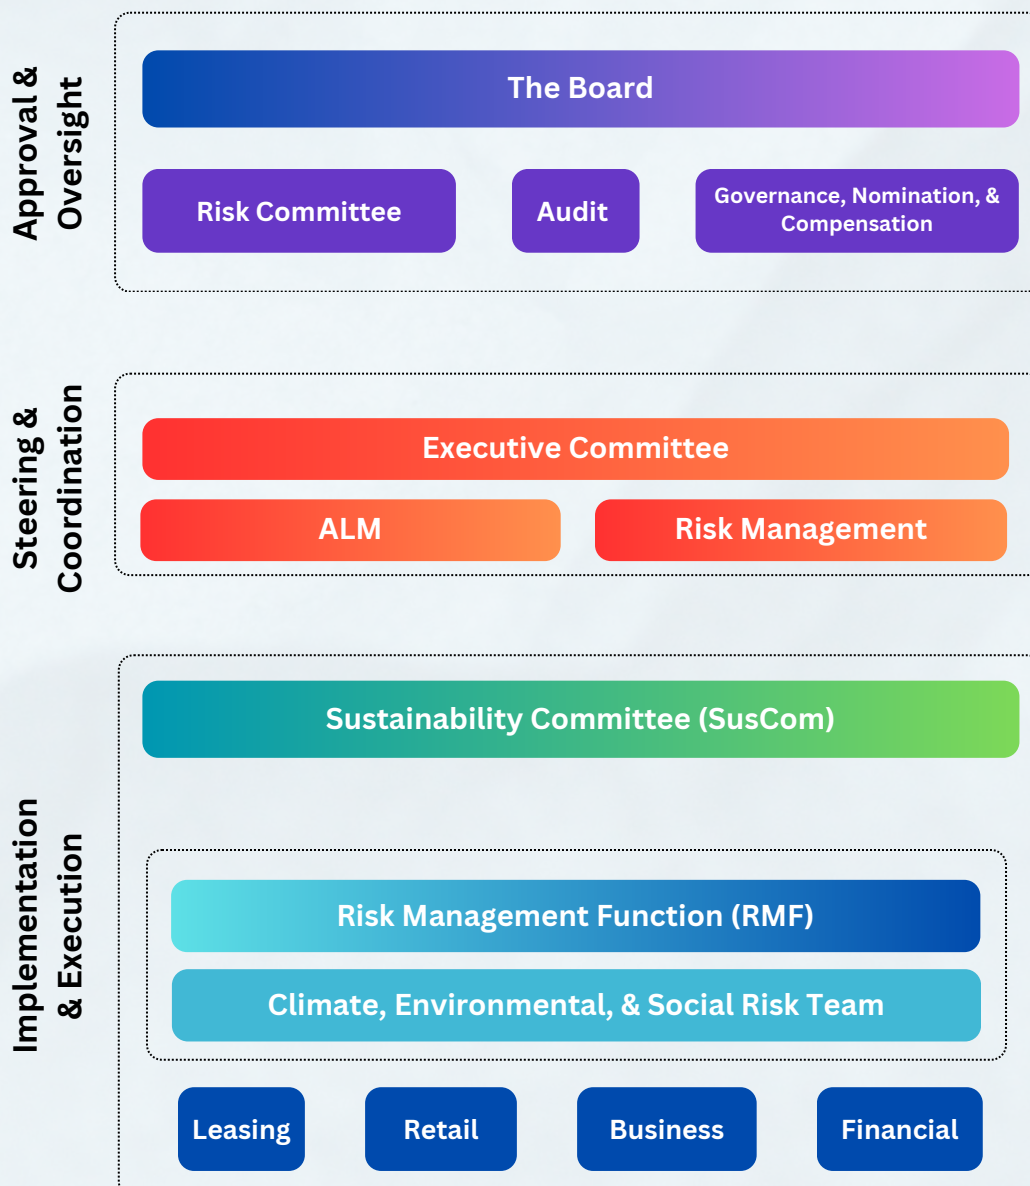 Approval &
Oversight
The Board
Risk Committee
Audit
Governance, Nomination, &
Compensation
Steering &
Coordination
Executive Committee
ALM
Risk Management
Implementation
& Execution
Sustainability Committee (SusCom)
Risk Management Function (RMF)
Climate, Environmental, & Social Risk Team
Leasing
Retail
Business
Financial